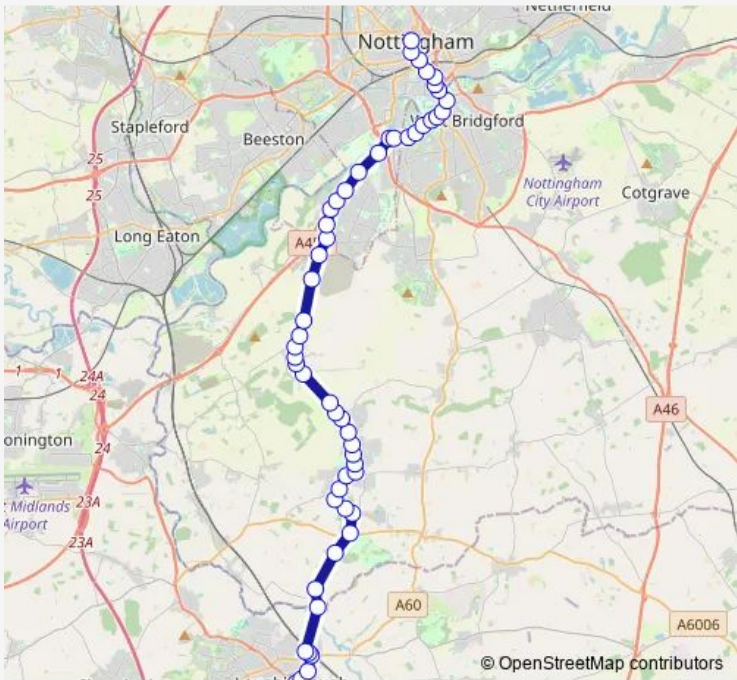 Netherfield
Nottingham
Stapleford
West Bridgford
Beeston
25
25
Nottingham
City Airport
Cotgrave
Long Eaton
1
1
24A
24
A46
onington
24
Midlands
Airport
23A
23A
A60
A6006
© OpenStreetMap contributors